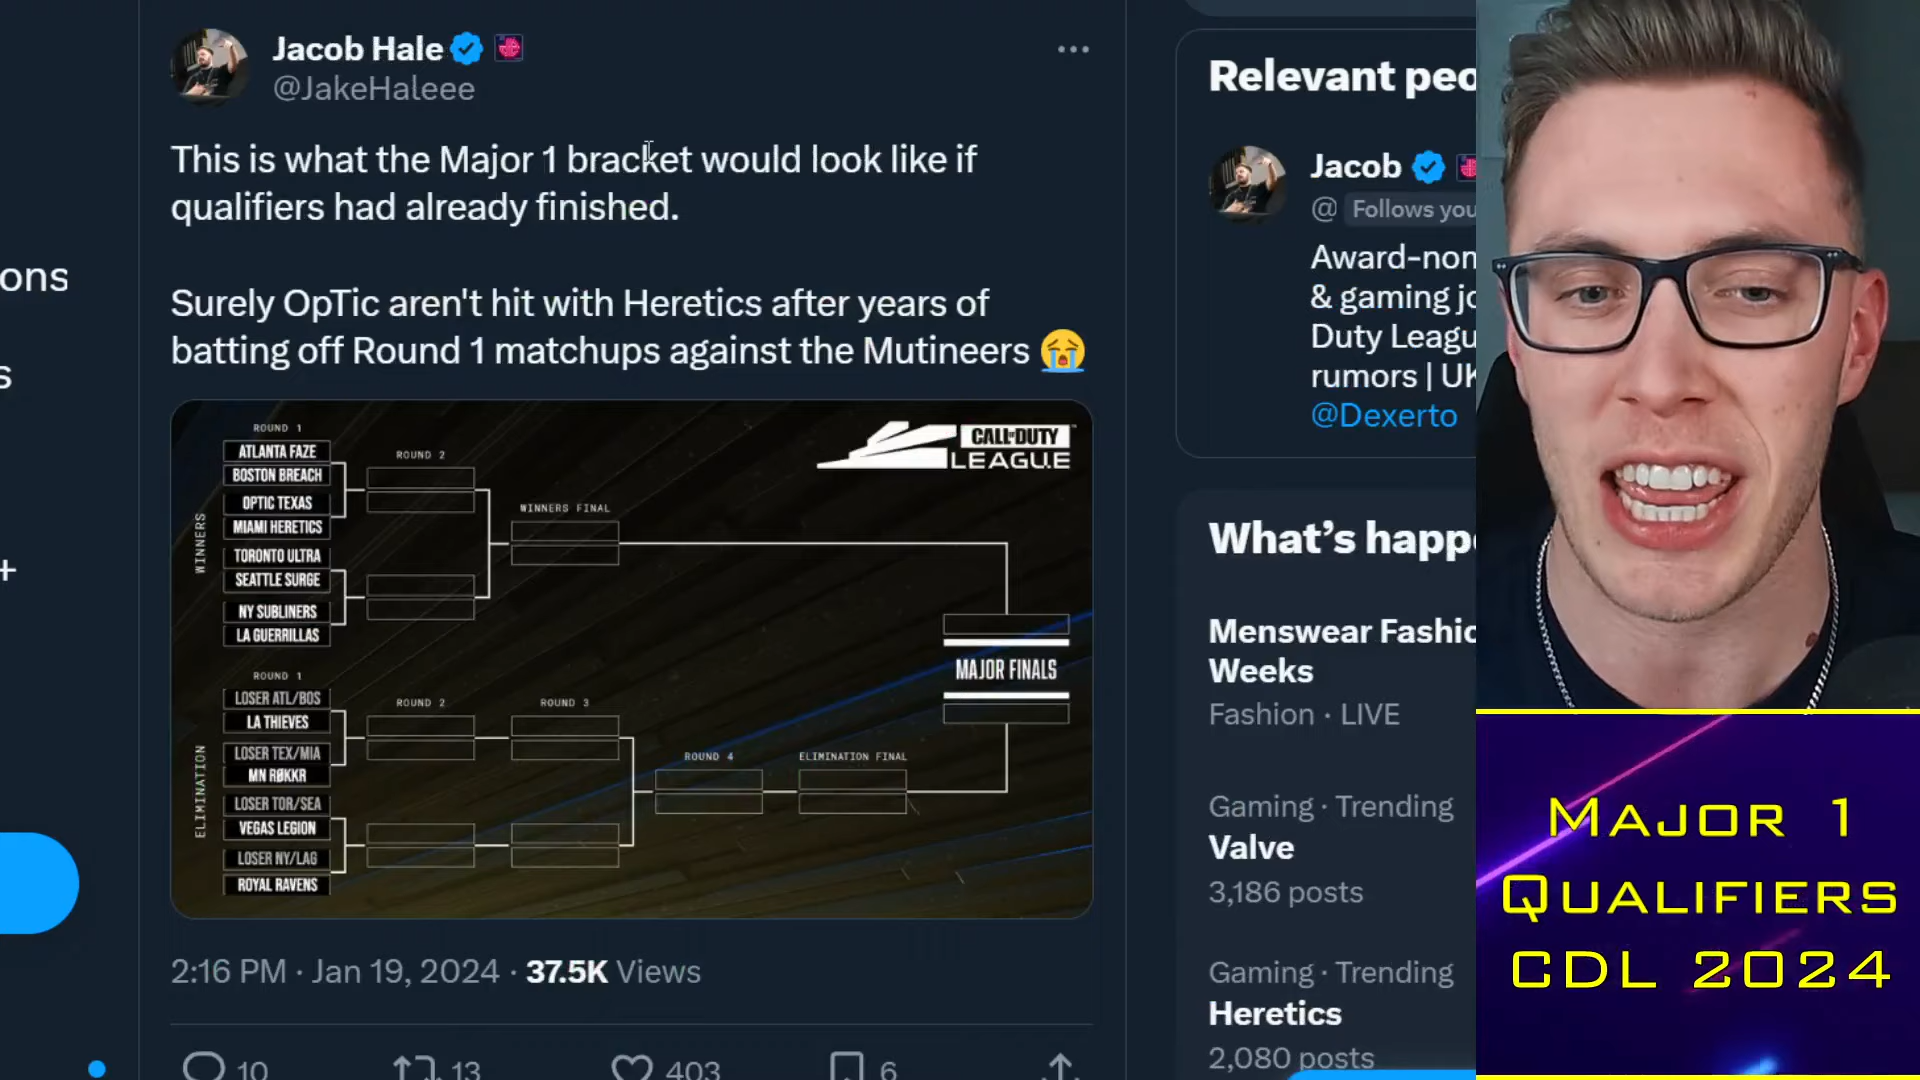 ons
s
+
Jacob Hale
@JakeHaleee
This is what the Major 1 bracket would look like if
qualifiers had already finished.
Surely OpTic aren't hit with Heretics after years of
batting off Round 1 matchups against the Mutineers 😭
CALL OF DUTY
LEAGUE
WINNERS
ROUND 1
ATLANTA FAZE
BOSTON BREACH
OPTIC TEXAS
MIAMI HERETICS
TORONTO ULTRA
SEATTLE SURGE
NY SUBLINERS
LA GUERRILLAS
ROUND 2
WINNERS FINAL
ELIMINATION
ROUND 1
LOSER ATL/BOS
LA THIEVES
LOSER TEX/MIA
MN RØKKR
LOSER TOR/SEA
VEGAS LEGION
LOSER NY/LAG
ROYAL RAVENS
ROUND 2
ROUND 3
ROUND 4
ELIMINATION FINAL
MAJOR FINALS
2:16 PM · Jan 19, 2024 · 37.5K Views
10
13
403
6
Relevant peo
Jacob
@ Follows you
Award-nom
& gaming jo
Duty Leagu
rumors | UK
@Dexerto
What's happe
Menswear Fashio
Weeks
Fashion · LIVE
Gaming · Trending
Valve
3,186 posts
Gaming · Trending
Heretics
2,080 posts
Major 1
Qualifiers
CDL 2024